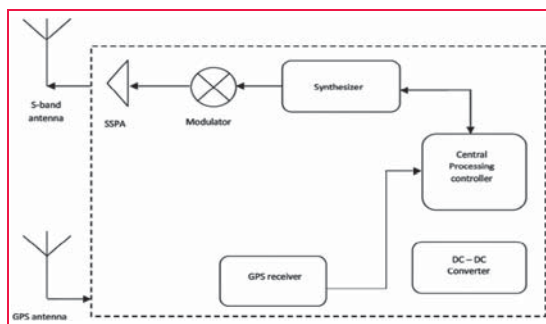 S-band
antenna
SSPA
Modulator
Synthesizer
Central
Processing
controller
GPS receiver
DC – DC
Converter
GPS antenna